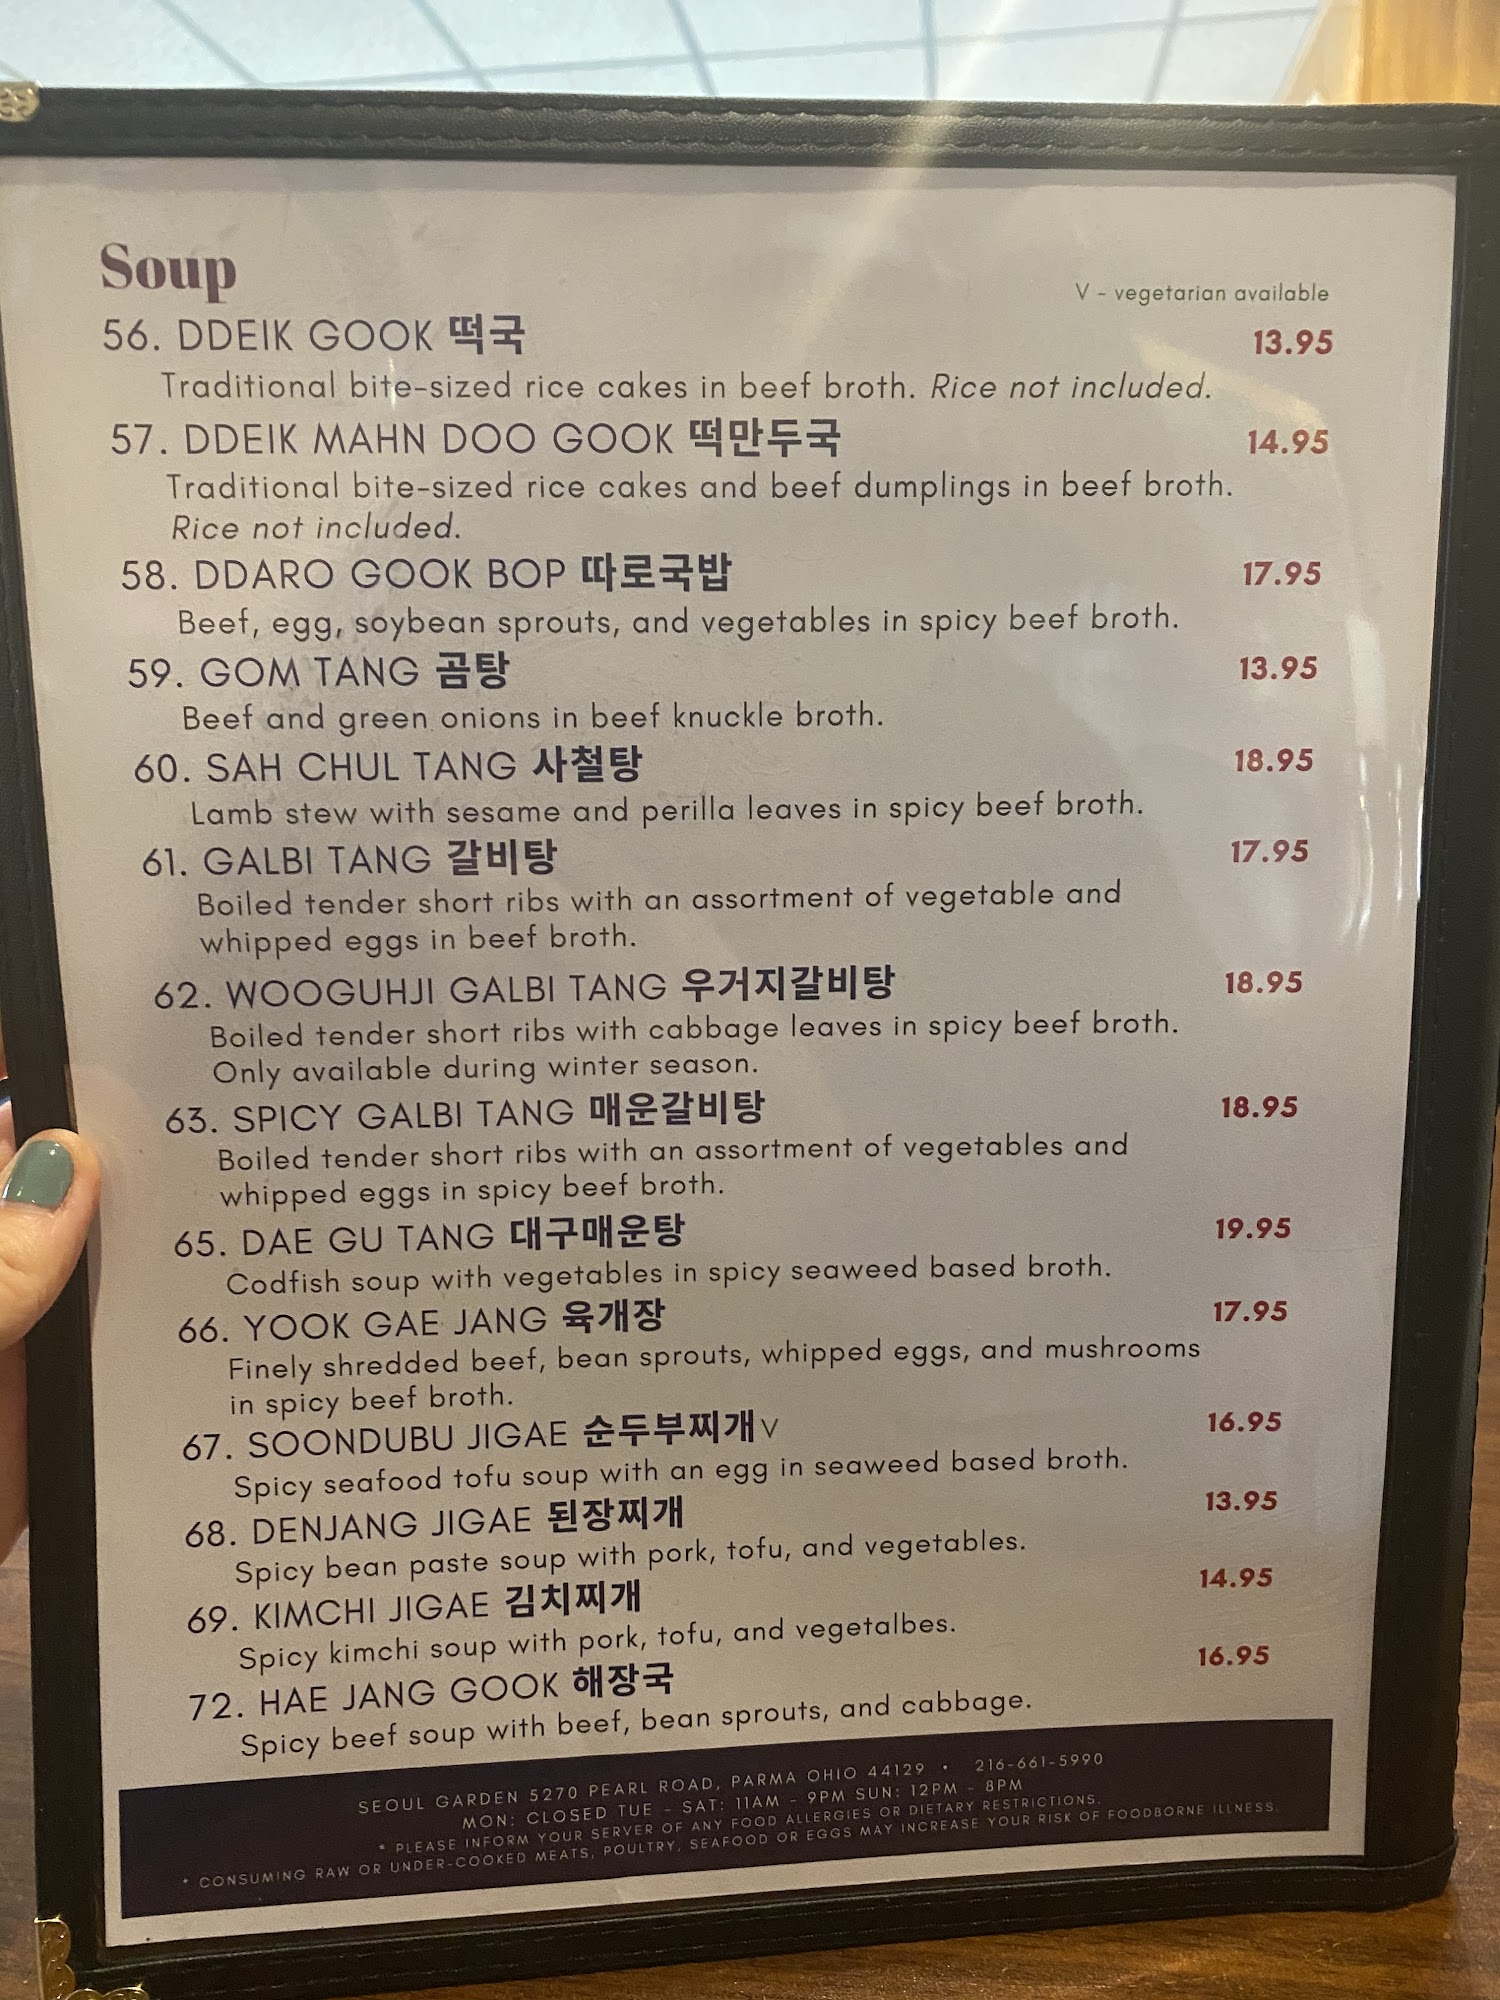 Soup
V - vegetarian available
56. DDEIK GOOK 떡국 13.95
Traditional bite-sized rice cakes in beef broth. Rice not included.
57. DDEIK MAHN DOO GOOK 떡만두국 14.95
Traditional bite-sized rice cakes and beef dumplings in beef broth.
Rice not included.
58. DDARO GOOK BOP 따로국밥 17.95
Beef, egg, soybean sprouts, and vegetables in spicy beef broth.
59. GOM TANG 곰탕 13.95
Beef and green onions in beef knuckle broth.
60. SAH CHUL TANG 사철탕 18.95
Lamb stew with sesame and perilla leaves in spicy beef broth.
61. GALBI TANG 갈비탕 17.95
Boiled tender short ribs with an assortment of vegetable and
whipped eggs in beef broth.
62. WOOGUHJI GALBI TANG 우거지갈비탕 18.95
Boiled tender short ribs with cabbage leaves in spicy beef broth.
Only available during winter season.
63. SPICY GALBI TANG 매운갈비탕 18.95
Boiled tender short ribs with an assortment of vegetables and
whipped eggs in spicy beef broth.
65. DAE GU TANG 대구매운탕 19.95
Codfish soup with vegetables in spicy seaweed based broth.
66. YOOK GAE JANG 육개장 17.95
Finely shredded beef, bean sprouts, whipped eggs, and mushrooms
in spicy beef broth.
67. SOONDUBU JIGAE 순두부찌개 V 16.95
Spicy seafood tofu soup with an egg in seaweed based broth.
68. DENJANG JIGAE 된장찌개 13.95
Spicy bean paste soup with pork, tofu, and vegetables.
69. KIMCHI JIGAE 김치찌개 14.95
Spicy kimchi soup with pork, tofu, and vegetalbes.
72. HAE JANG GOOK 해장국 16.95
Spicy beef soup with beef, bean sprouts, and cabbage.
SEOUL GARDEN 5270 PEARL ROAD, PARMA OHIO 44129 • 216-661-5990
MON: CLOSED TUE - SAT: 11AM - 9PM SUN: 12PM - 8PM
* PLEASE INFORM YOUR SERVER OF ANY FOOD ALLERGIES OR DIETARY RESTRICTIONS.
* CONSUMING RAW OR UNDER-COOKED MEATS, POULTRY, SEAFOOD OR EGGS MAY INCREASE YOUR RISK OF FOODBORNE ILLNESS.